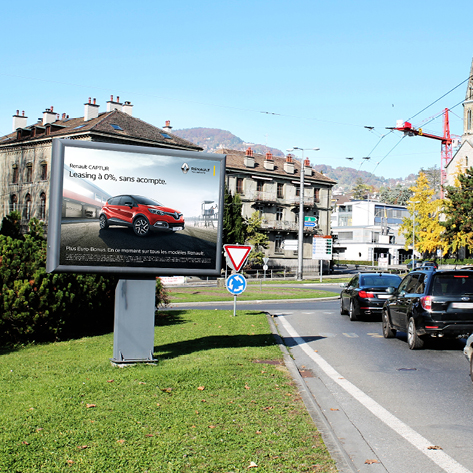 Renault CAPTUR
Leasing à 0%, sans acompte.
RENAULT
Plus Euro-Bonus. En ce moment sur tous les modèles Renault.